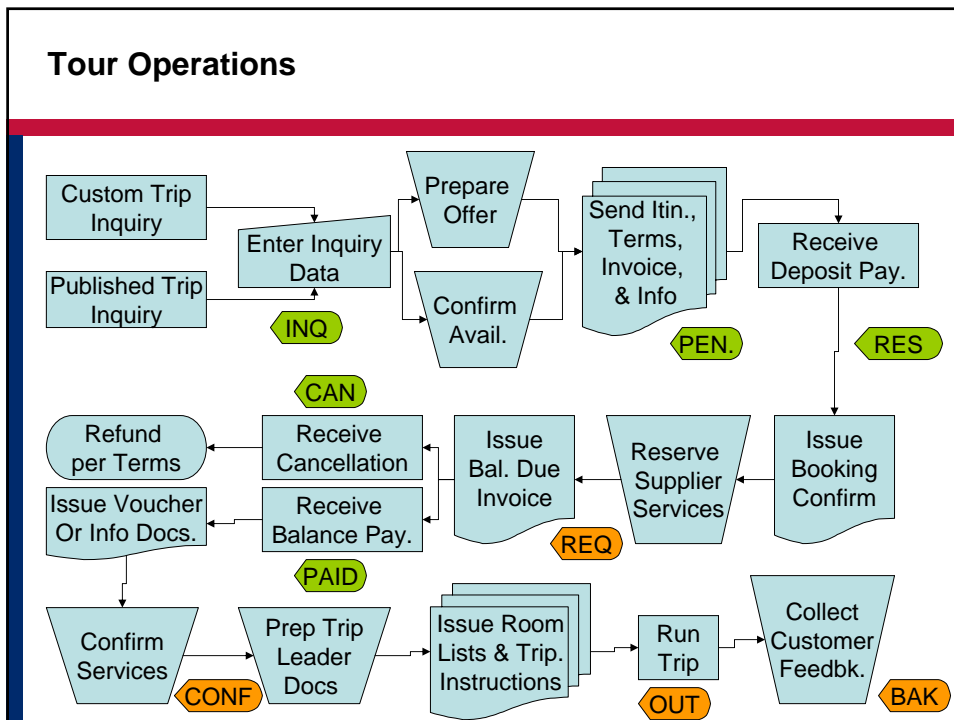 Tour Operations
Custom Trip
Inquiry
Published Trip
Inquiry
Enter Inquiry
Data
INQ
Prepare
Offer
Confirm
Avail.
Send Itin.,
Terms,
Invoice,
& Info
PEN.
Receive
Deposit Pay.
RES
CAN
Refund
per Terms
Receive
Cancellation
Issue
Bal. Due
Invoice
Reserve
Supplier
Services
Issue
Booking
Confirm
Issue Voucher
Or Info Docs.
Receive
Balance Pay.
REQ
PAID
Confirm
Services
CONF
Prep Trip
Leader
Docs
Issue Room
Lists & Trip.
Instructions
Run
Trip
OUT
Collect
Customer
Feedbk.
BAK